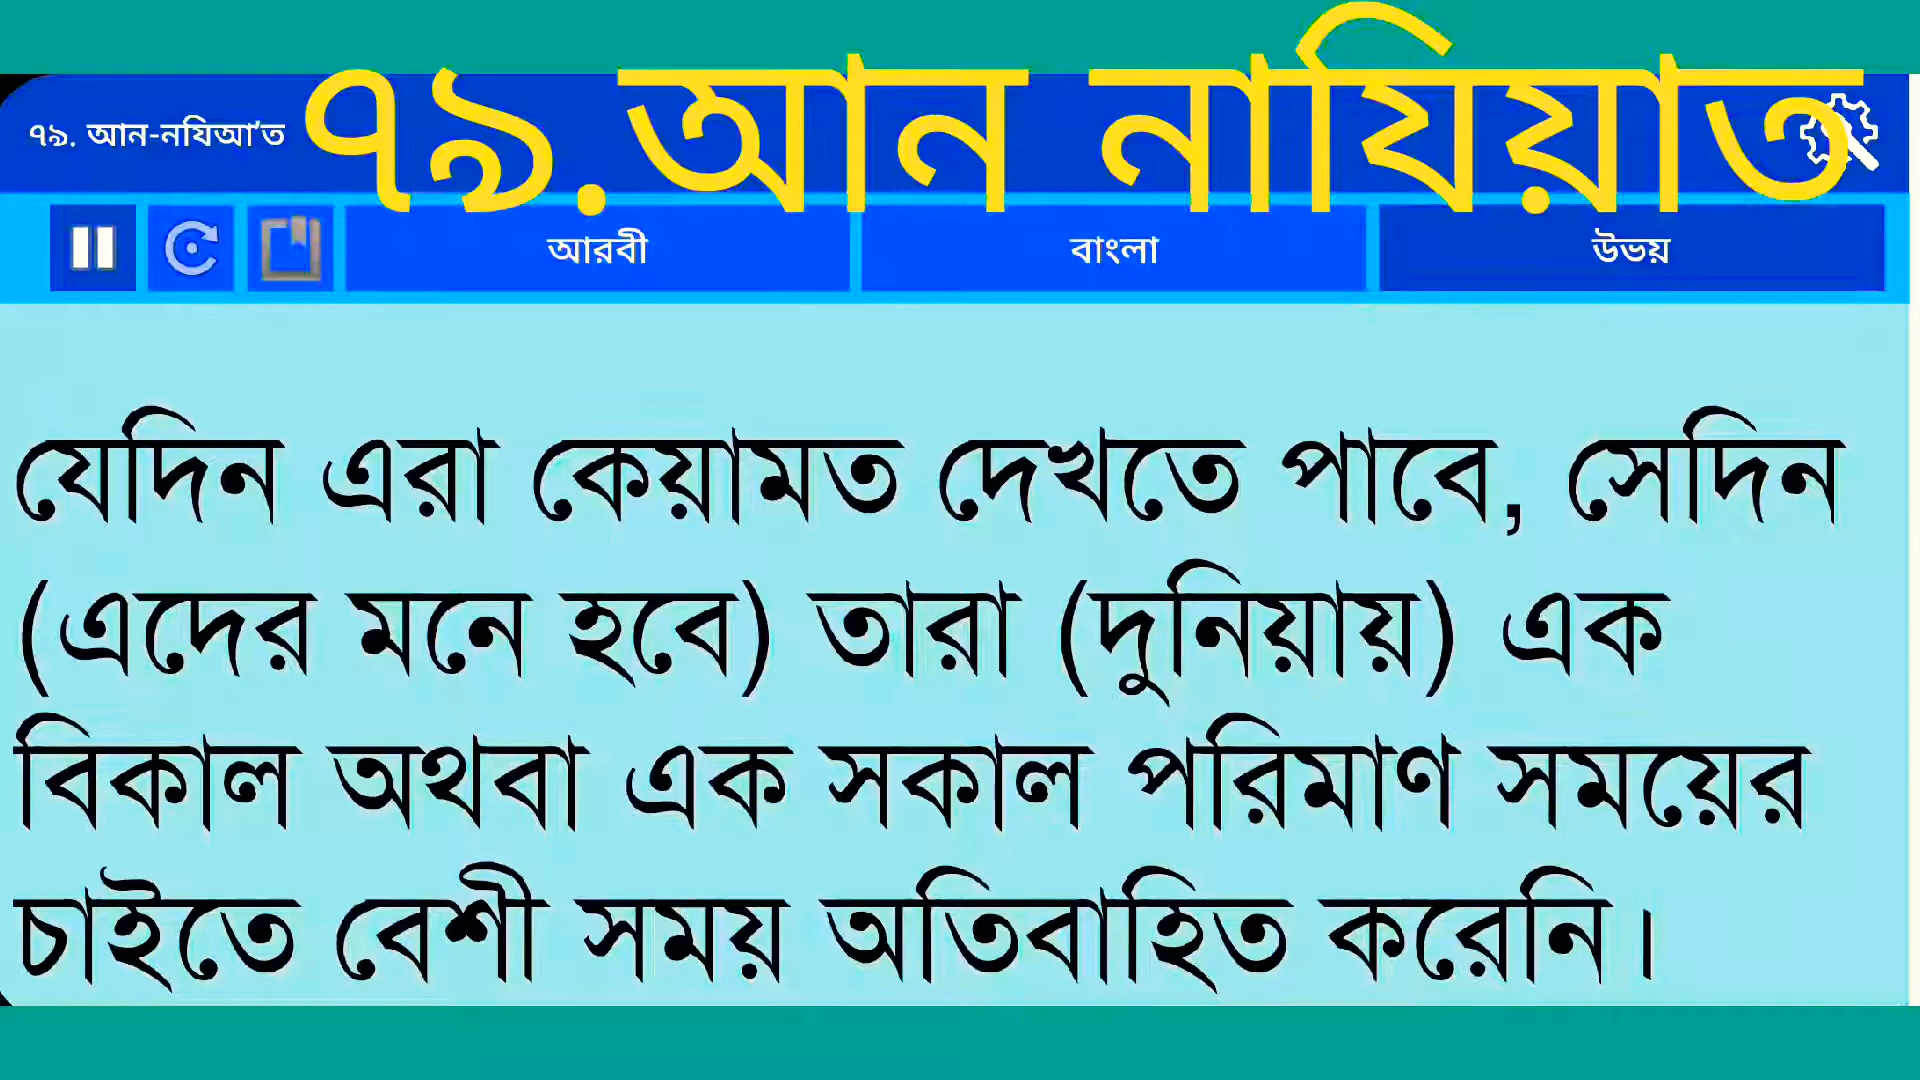 ৭৯.আন নাযিয়াত
৭৯. আন-নযিআ’ত
আরবী বাংলা উভয়
যেদিন এরা কেয়ামত দেখতে পাবে, সেদিন
(এদের মনে হবে) তারা (দুনিয়ায়) এক
বিকাল অথবা এক সকাল পরিমাণ সময়ের
চাইতে বেশী সময় অতিবাহিত করেনি।